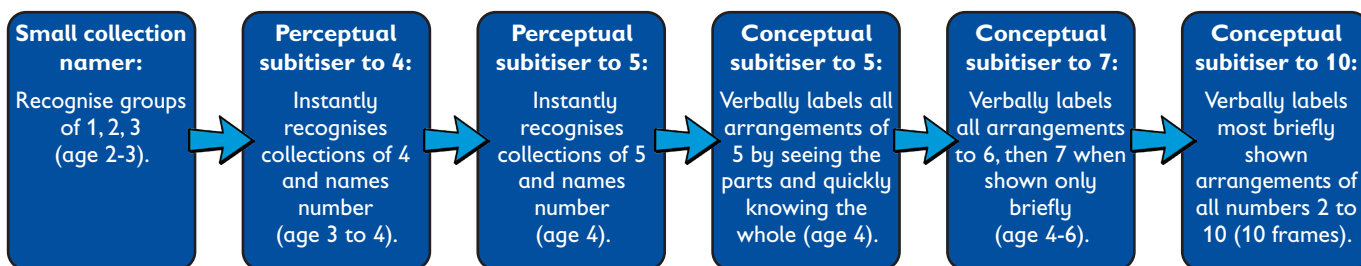 Small collection
namer:
Recognise groups
of 1, 2, 3
(age 2-3).
Perceptual
subitiser to 4:
Instantly
recognises
collections of 4
and names
number
(age 3 to 4).
Perceptual
subitiser to 5:
Instantly
recognises
collections of 5
and names
number
(age 4).
Conceptual
subitiser to 5:
Verbally labels all
arrangements of
5 by seeing the
parts and quickly
knowing the
whole (age 4).
Conceptual
subitiser to 7:
Verbally labels
all arrangements
to 6, then 7 when
shown only
briefly
(age 4-6).
Conceptual
subitiser to 10:
Verbally labels
most briefly
shown
arrangements of
all numbers 2 to
10 (10 frames).